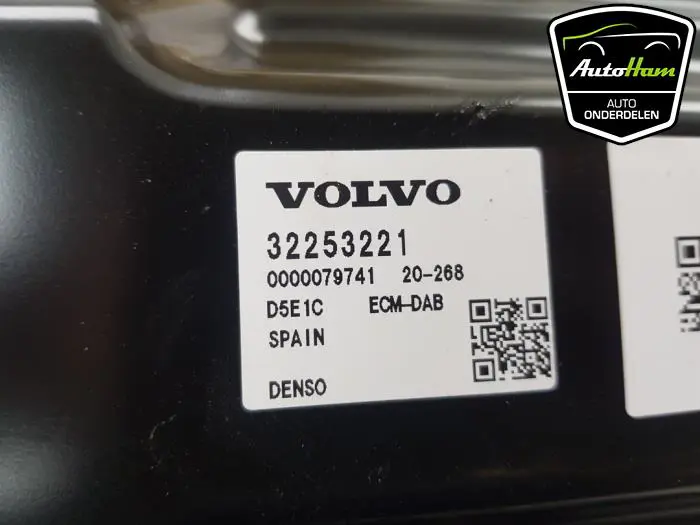 AutoHam
AUTO
ONDERDELEN
VOLVO
32253221
0000079741 20-268
D5E1C ECM-DAB
SPAIN
DENSO